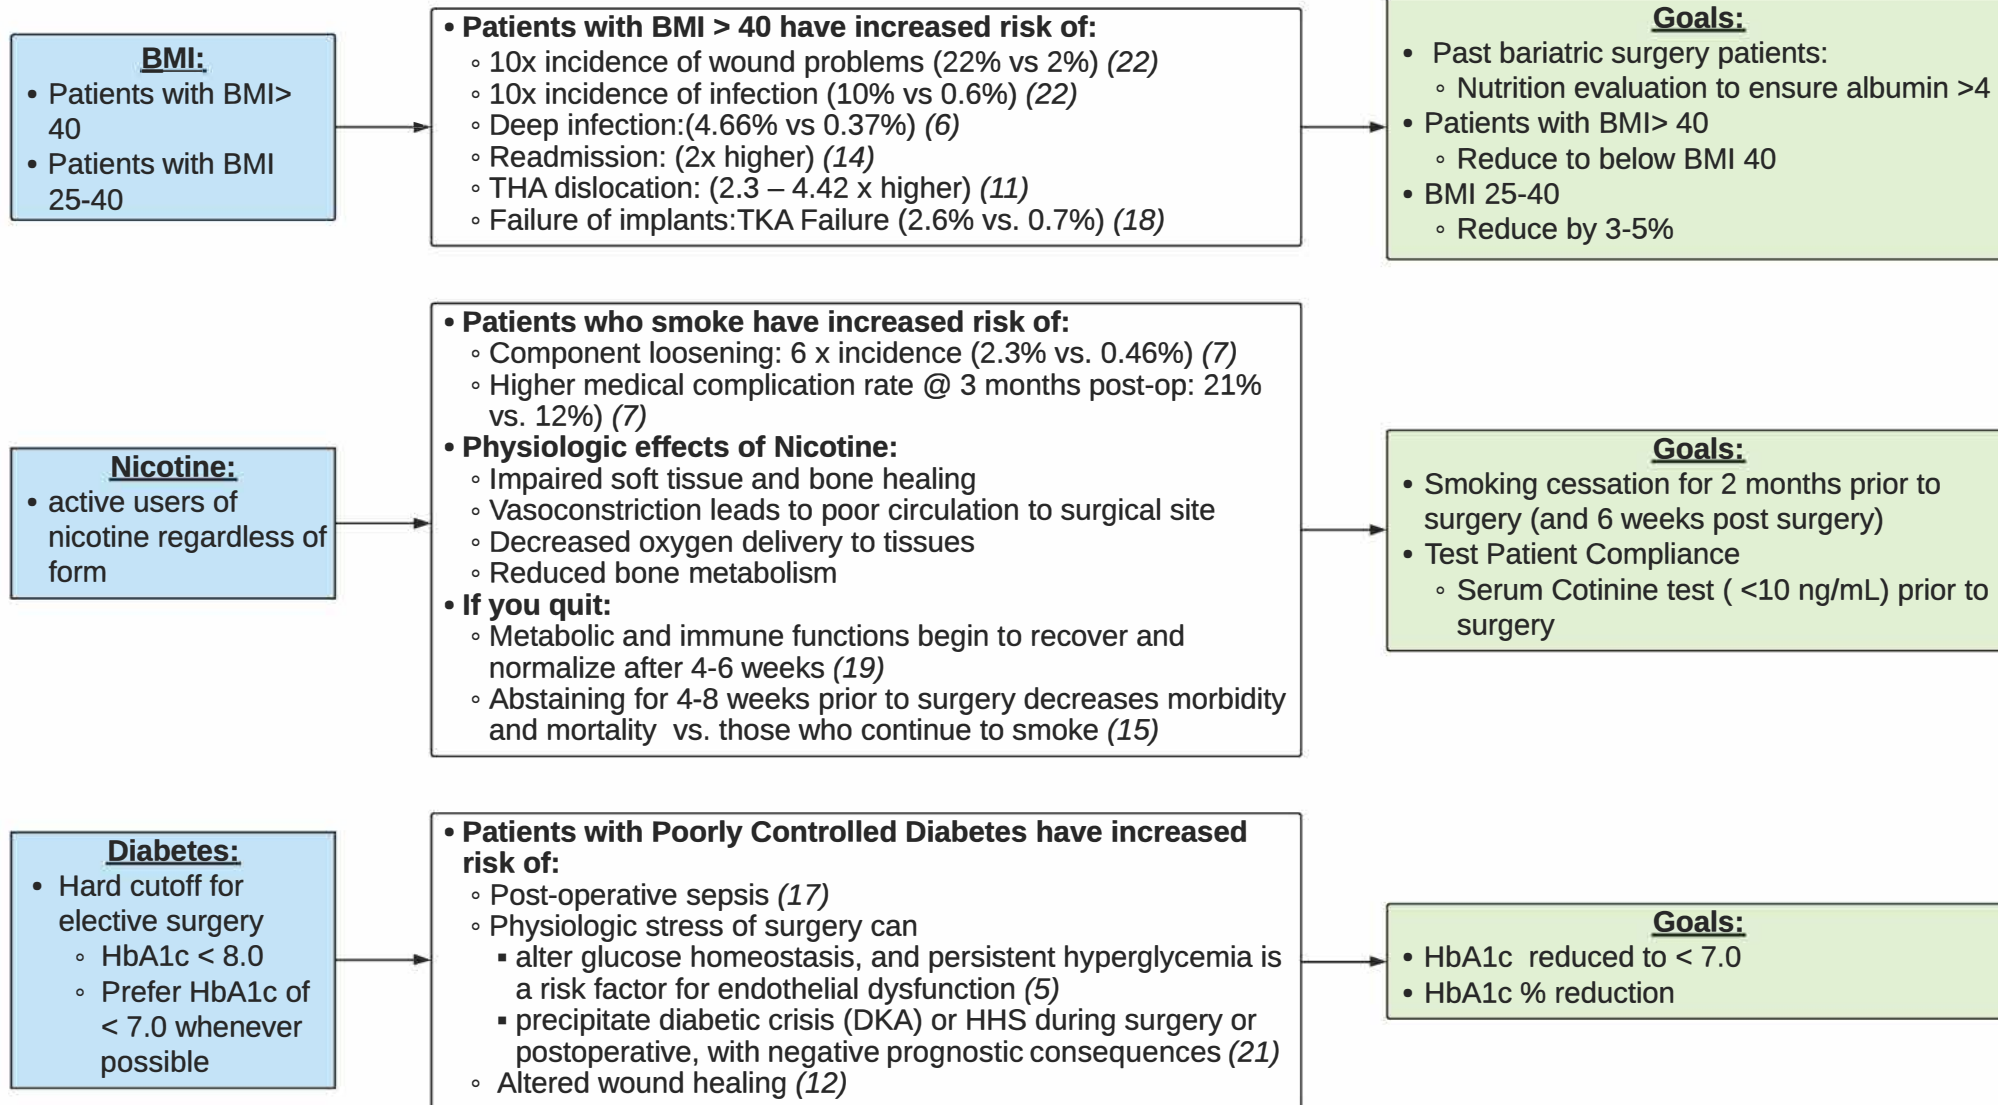 BMI:
• Patients with BMI>
40
• Patients with BMI
25-40
• Patients with BMI > 40 have increased risk of:
◦ 10x incidence of wound problems (22% vs 2%) (22)
◦ 10x incidence of infection (10% vs 0.6%) (22)
◦ Deep infection:(4.66% vs 0.37%) (6)
◦ Readmission: (2x higher) (14)
◦ THA dislocation: (2.3 – 4.42 x higher) (11)
◦ Failure of implants:TKA Failure (2.6% vs. 0.7%) (18)
Goals:
• Past bariatric surgery patients:
◦ Nutrition evaluation to ensure albumin >4
• Patients with BMI> 40
◦ Reduce to below BMI 40
• BMI 25-40
◦ Reduce by 3-5%
Nicotine:
• active users of
nicotine regardless of
form
• Patients who smoke have increased risk of:
◦ Component loosening: 6 x incidence (2.3% vs. 0.46%) (7)
◦ Higher medical complication rate @ 3 months post-op: 21%
vs. 12%) (7)
• Physiologic effects of Nicotine:
◦ Impaired soft tissue and bone healing
◦ Vasoconstriction leads to poor circulation to surgical site
◦ Decreased oxygen delivery to tissues
◦ Reduced bone metabolism
• If you quit:
◦ Metabolic and immune functions begin to recover and
normalize after 4-6 weeks (19)
◦ Abstaining for 4-8 weeks prior to surgery decreases morbidity
and mortality vs. those who continue to smoke (15)
Goals:
• Smoking cessation for 2 months prior to
surgery (and 6 weeks post surgery)
• Test Patient Compliance
◦ Serum Cotinine test ( <10 ng/mL) prior to
surgery
Diabetes:
• Hard cutoff for
elective surgery
◦ HbA1c < 8.0
◦ Prefer HbA1c of
< 7.0 whenever
possible
• Patients with Poorly Controlled Diabetes have increased
risk of:
◦ Post-operative sepsis (17)
◦ Physiologic stress of surgery can
▪ alter glucose homeostasis, and persistent hyperglycemia is
a risk factor for endothelial dysfunction (5)
▪ precipitate diabetic crisis (DKA) or HHS during surgery or
postoperative, with negative prognostic consequences (21)
◦ Altered wound healing (12)
Goals:
• HbA1c reduced to < 7.0
• HbA1c % reduction